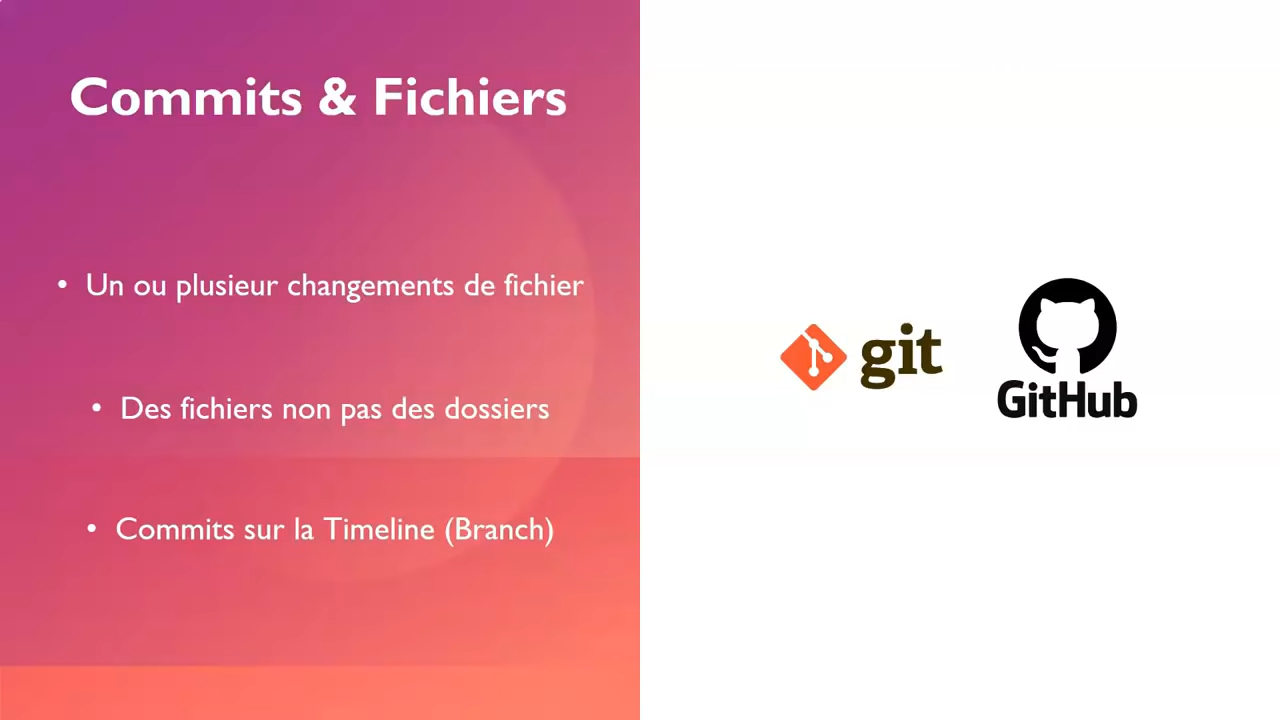 Commits & Fichiers
• Un ou plusieur changements de fichier
• Des fichiers non pas des dossiers
• Commits sur la Timeline (Branch)
git
GitHub